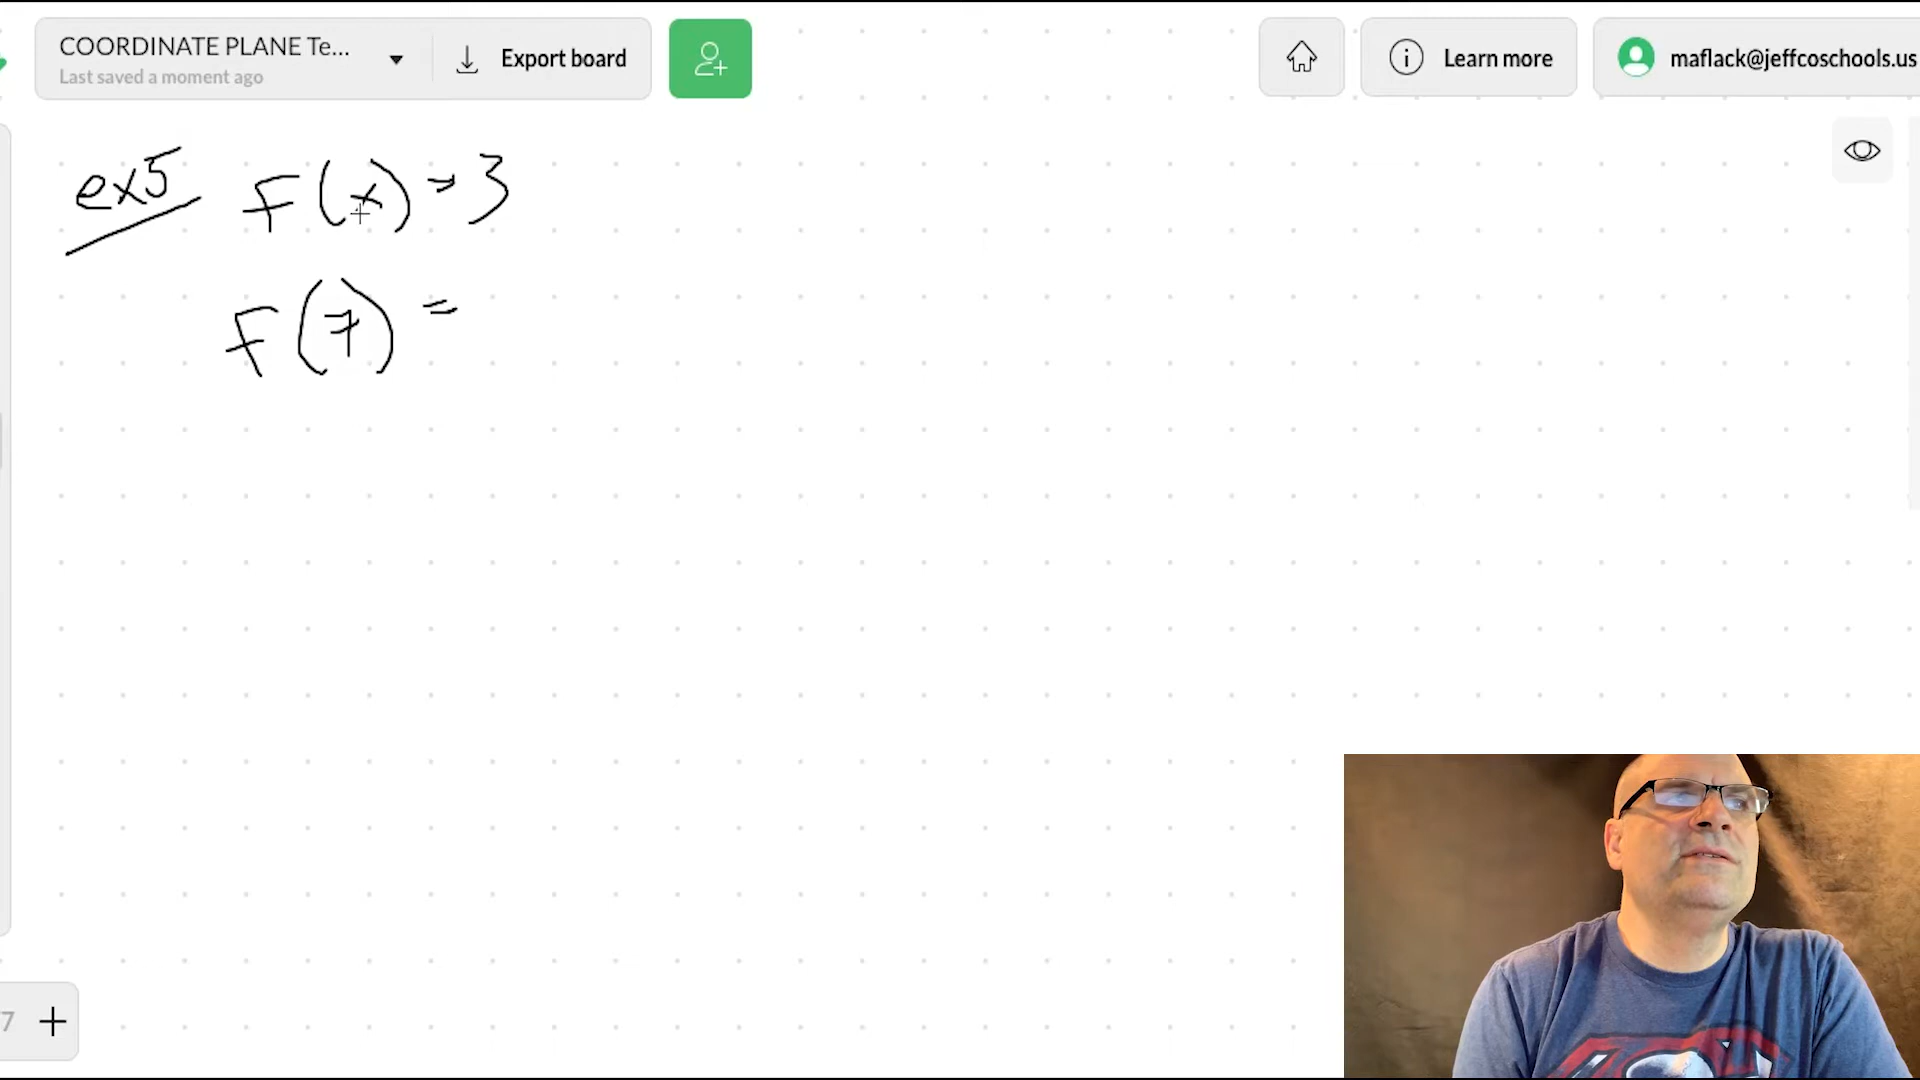 COORDINATE PLANE Te...
Last saved a moment ago
Export board
Learn more
maflack@jeffcoschools.us
ex5 F(x)=3
F(7)=
7